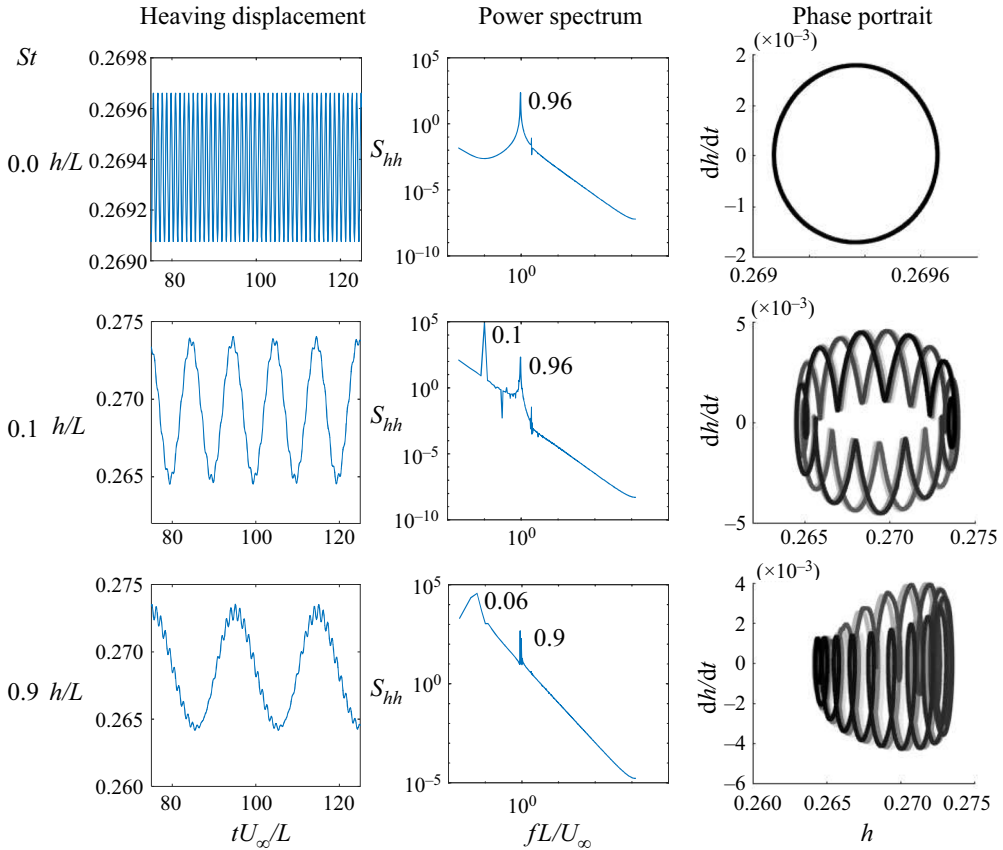 Heaving displacement Power spectrum Phase portrait
St
0.0 h/L
0.2698
0.2696
0.2694
0.2692
0.2690
80 100 120
S_hh
10^5
10^0
10^−5
10^−10
0.96
10^0
(×10^−3)
dh/dt
2
2
0
−1
−2
0.269 0.2696
0.1 h/L
0.275
0.270
0.265
80 100 120
S_hh
10^5
10^0
10^−5
10^−10
0.1
0.96
10^0
(×10^−3)
dh/dt
5
0
−5
0.265 0.270 0.275
0.9 h/L
0.275
0.270
0.265
0.260
80 100 120
tU_∞/L
S_hh
10^5
10^0
10^−5
0.06
0.9
10^0
fL/U_∞
(×10^−3)
dh/dt
4
2
0
−2
−4
−6
0.260 0.265 0.270 0.275
h